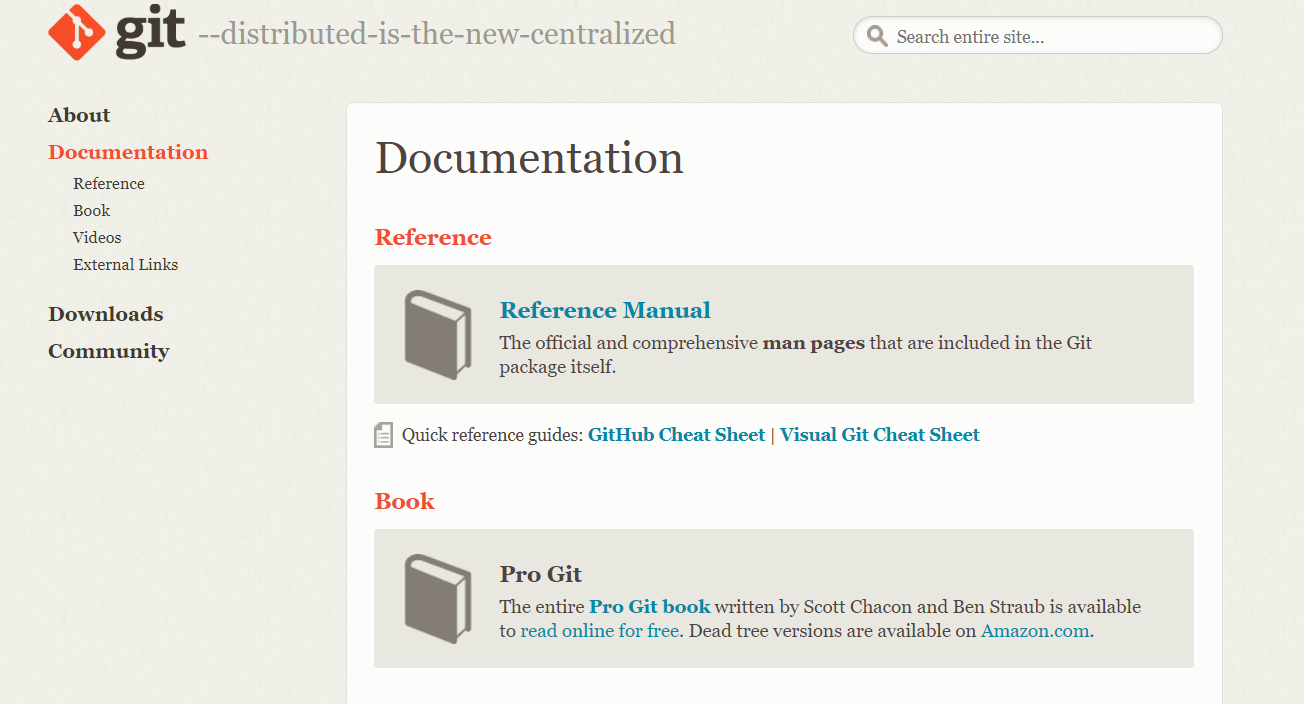 git --distributed-is-the-new-centralized
Search entire site...
About
Documentation
Reference
Book
Videos
External Links
Downloads
Community
Documentation
Reference
Reference Manual
The official and comprehensive man pages that are included in the Git
package itself.
Quick reference guides: GitHub Cheat Sheet | Visual Git Cheat Sheet
Book
Pro Git
The entire Pro Git book written by Scott Chacon and Ben Straub is available
to read online for free. Dead tree versions are available on Amazon.com.